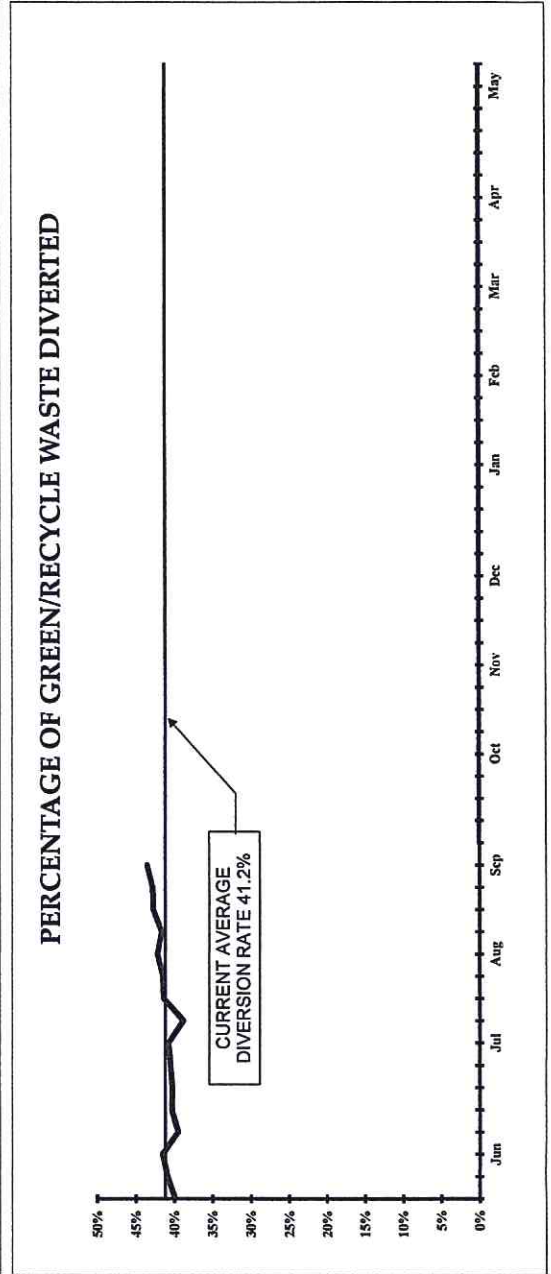 PERCENTAGE OF GREEN/RECYCLE WASTE DIVERTED
50%
45%
40%
35%
30%
25%
20%
15%
10%
5%
0%
CURRENT AVERAGE
DIVERSION RATE 41.2%
Jun
Jul
Aug
Sep
Oct
Nov
Dec
Jan
Feb
Mar
Apr
May